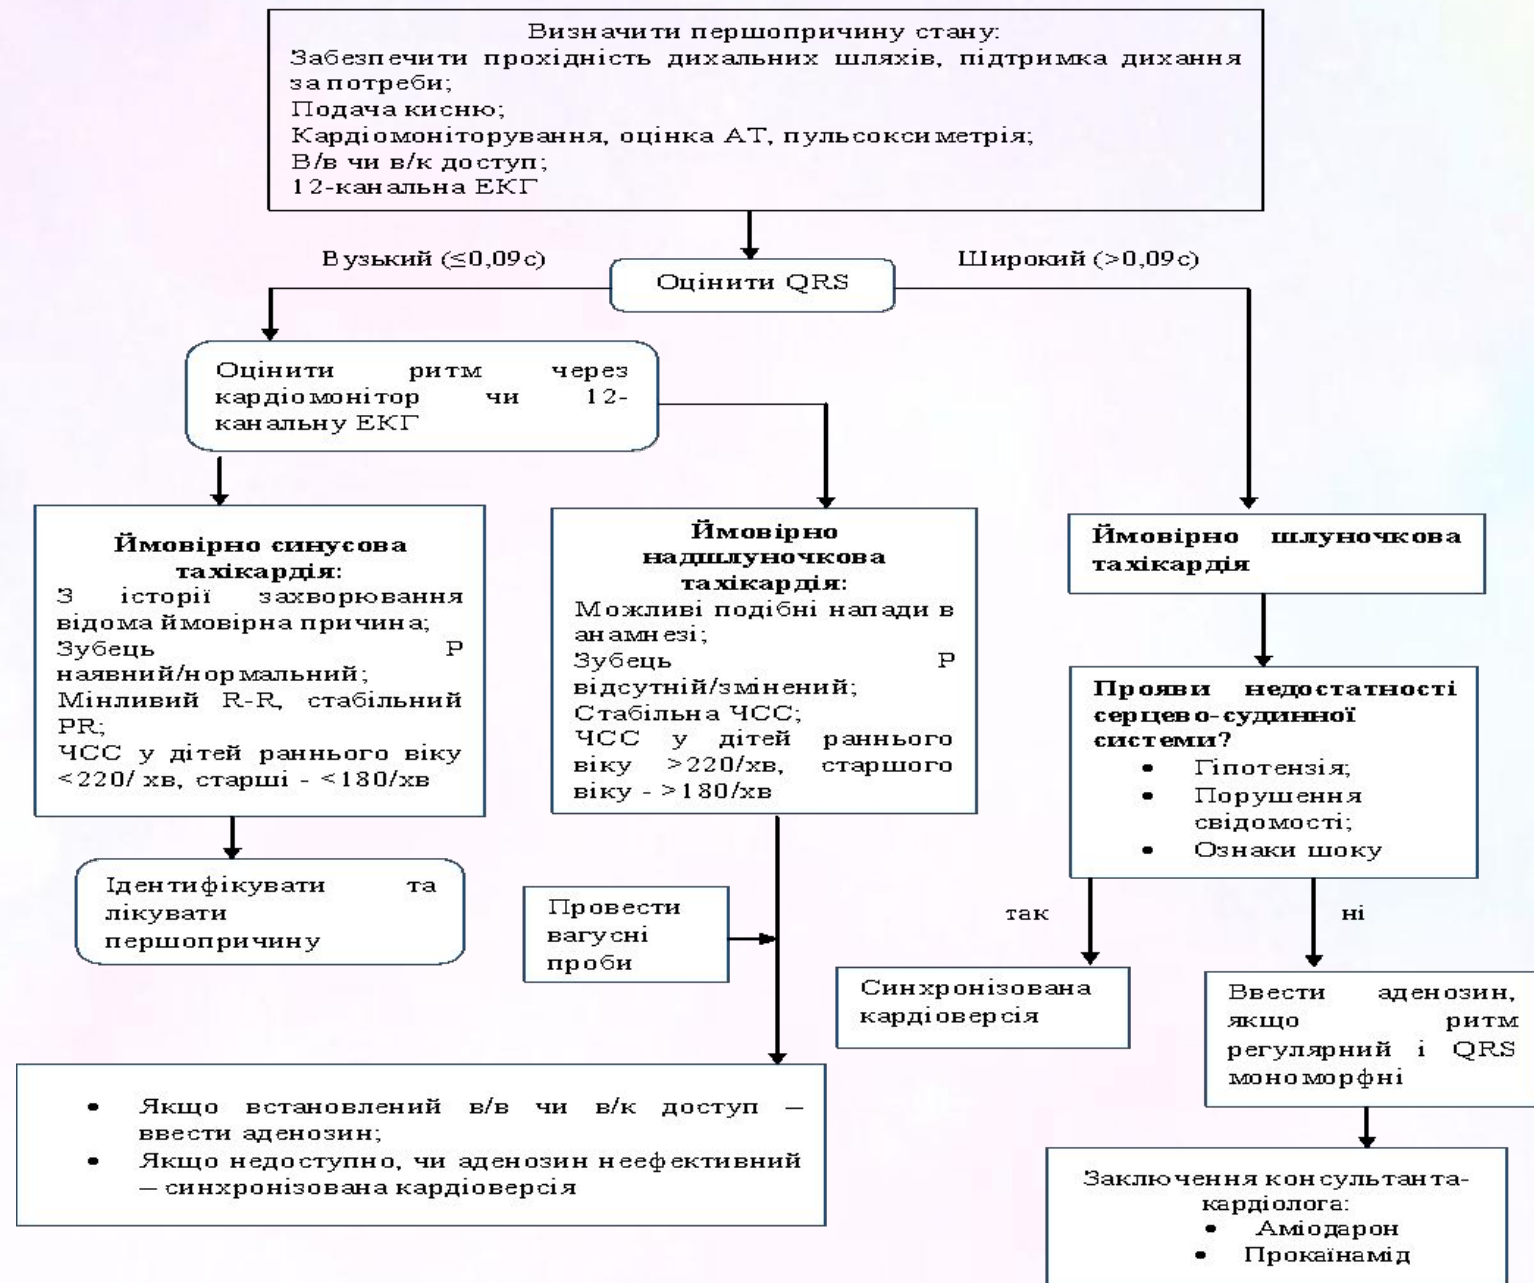 Визначити першопричину стану:
Забезпечити прохідність дихальних шляхів, підтримка дихання
за потреби;
Подача кисню;
Кардіомоніторування, оцінка АТ, пульсоксиметрія;
В/в чи в/к доступ;
12-канальна ЕКГ
Вузький (≤0,09с)
Оцінити QRS
Широкий (>0,09с)
Оцінити ритм через
кардіомонітор чи 12-
канальну ЕКГ
Ймовірно синусова
тахікардія:
З історії захворювання
відома ймовірна причина;
Зубець Р
наявний/нормальний;
Мінливий R-R, стабільний
PR;
ЧСС у дітей раннього віку
<220/ хв, старші - <180/хв
Ймовірно
надшлуночкова
тахікардія:
Можливі подібні напади в
анамнезі;
Зубець Р
відсутній/змінений;
Стабільна ЧСС;
ЧСС у дітей раннього
віку >220/хв, старшого
віку - >180/хв
Ймовірно шлуночкова
тахікардія
Прояви недостатності
серцево-судинної
системи?
• Гіпотензія;
• Порушення
свідомості;
• Ознаки шоку
Ідентифікувати та
лікувати
першопричину
Провести
вагусні
проби
так
ні
Синхронізована
кардіоверсія
Ввести аденозин,
якщо ритм
регулярний і QRS
мономорфні
• Якщо встановлений в/в чи в/к доступ –
ввести аденозин;
• Якщо недоступно, чи аденозин неефективний
– синхронізована кардіоверсія
Заключення консультанта-
кардіолога:
• Аміодарон
• Прокаїнамід